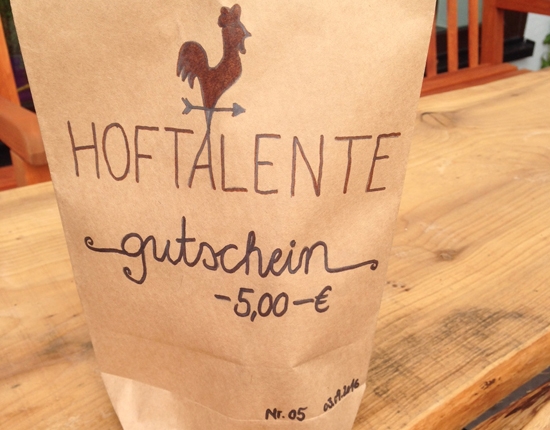 HOFTALENTE
gutschein
-5,00-€
Nr. 05